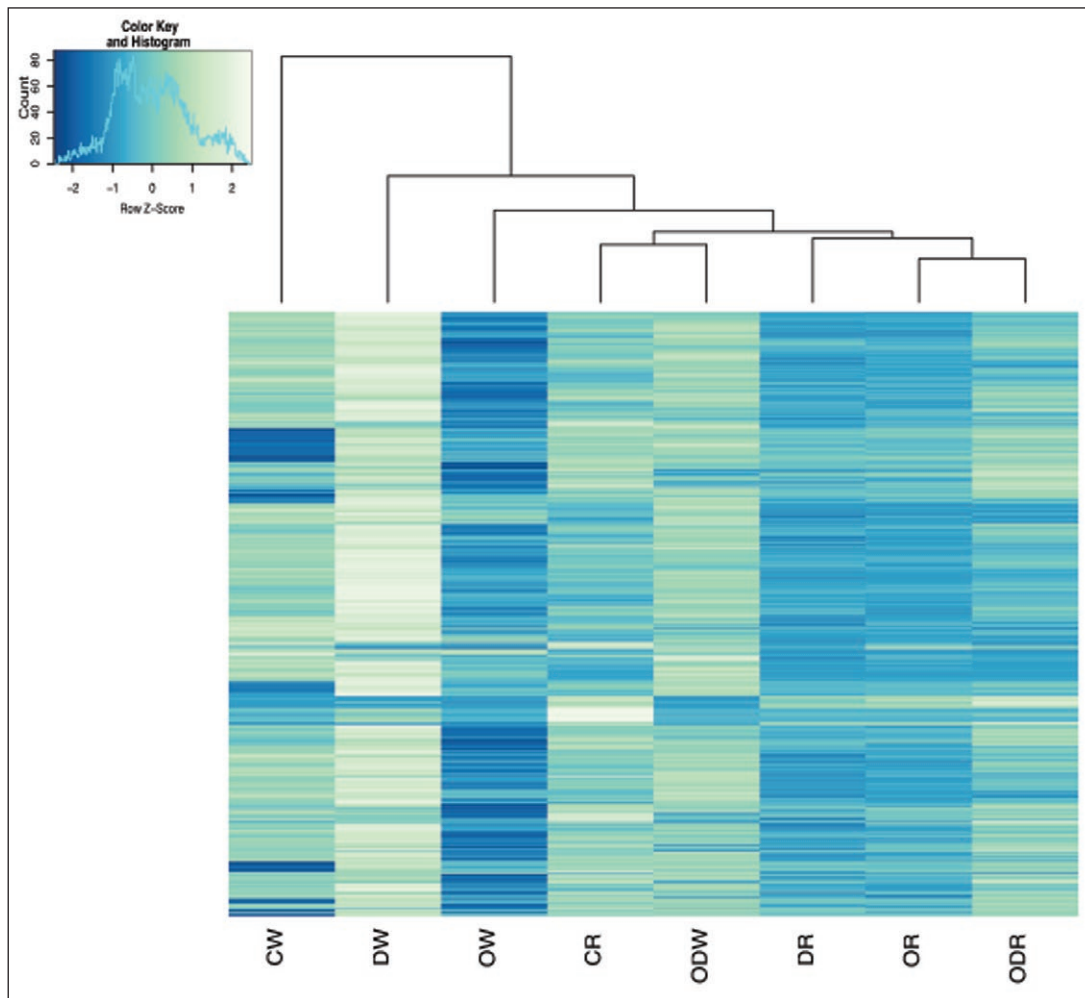 Color Key
and Histogram
Count
0 20 40 60 80
-2 -1 0 1 2
Row Z-Score
CW DW OW CR ODW DR OR ODR